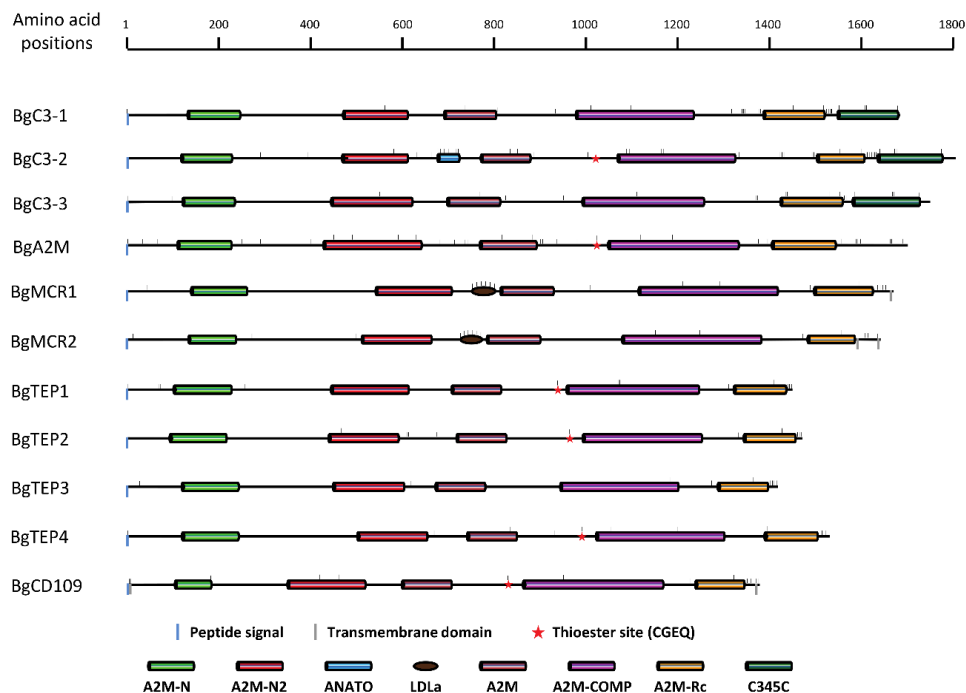 Amino acid
positions
1 200 400 600 800 1000 1200 1400 1600 1800
BgC3-1
BgC3-2
BgC3-3
BgA2M
BgMCR1
BgMCR2
BgTEP1
BgTEP2
BgTEP3
BgTEP4
BgCD109
Peptide signal Transmembrane domain Thioester site (CGEQ)
A2M-N A2M-N2 ANATO LDLa A2M A2M-COMP A2M-Rc C345C